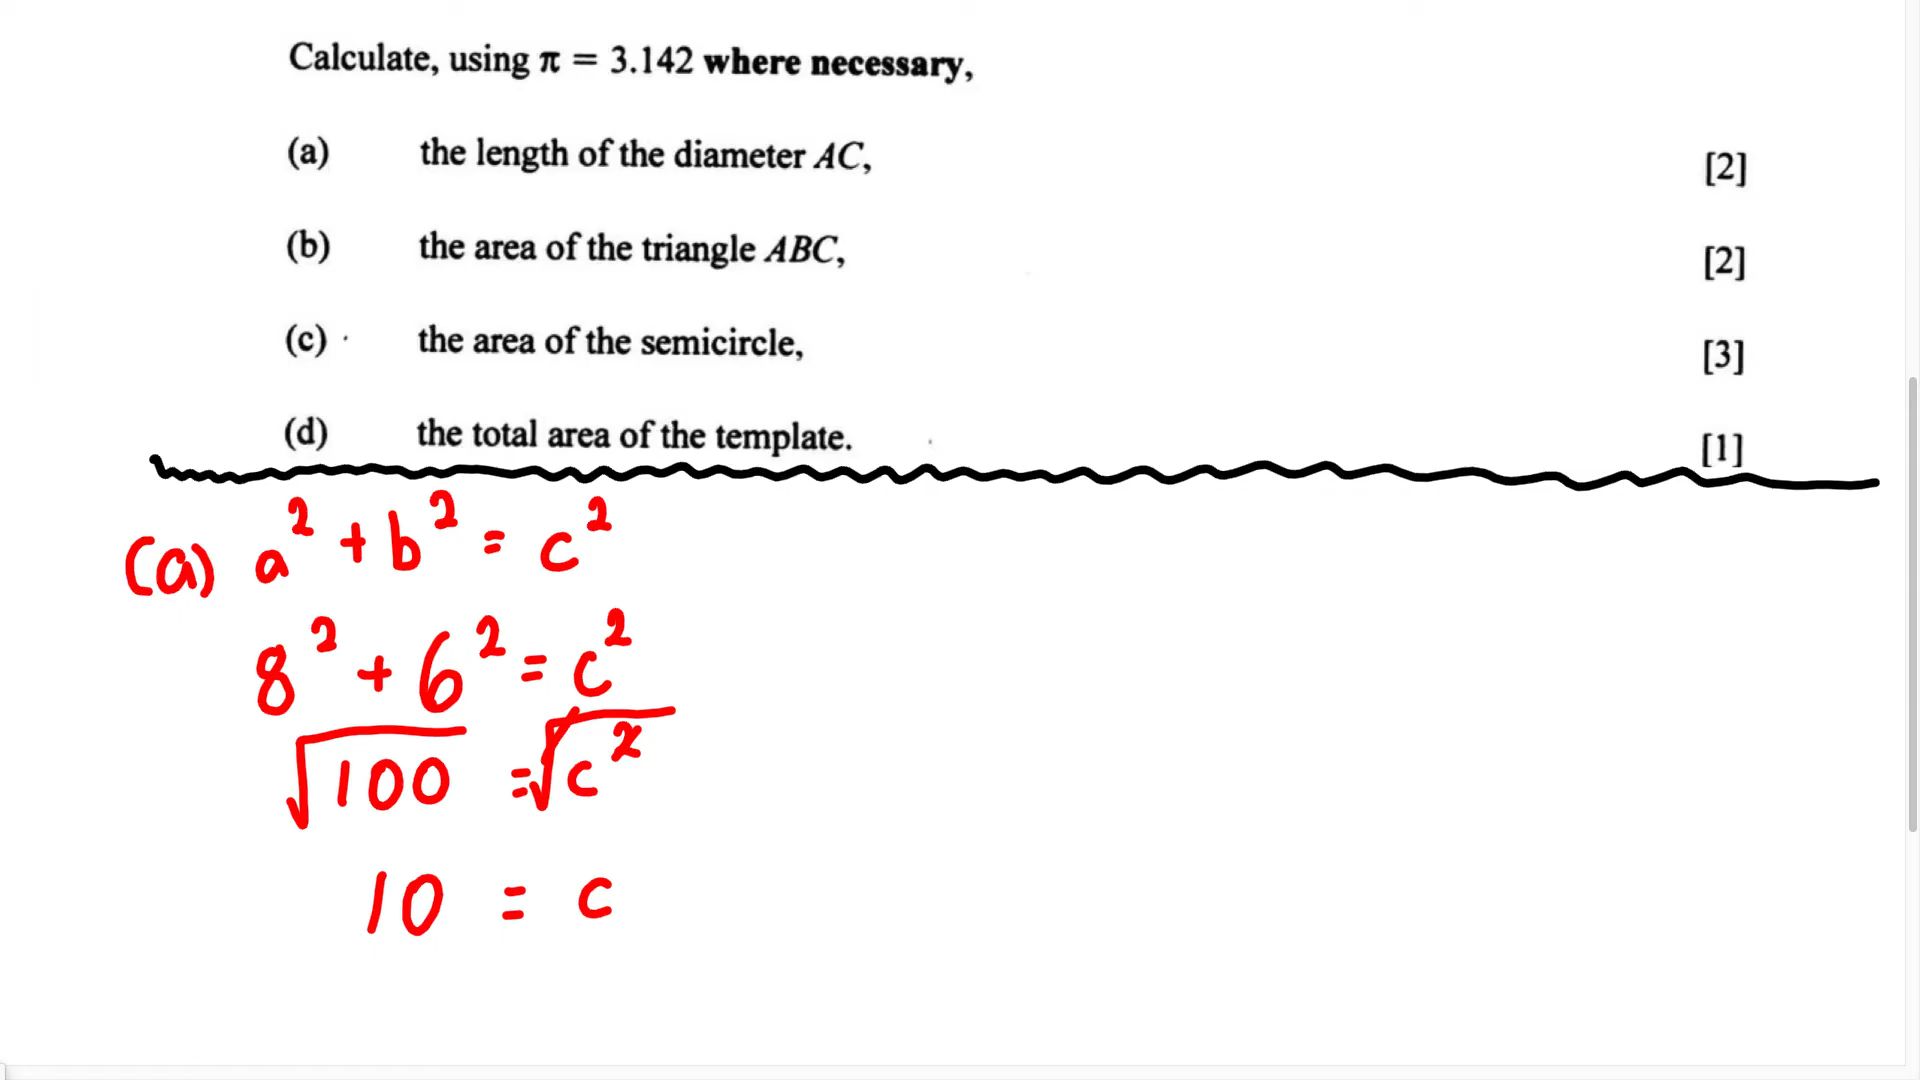 Calculate, using π = 3.142 where necessary,
(a) the length of the diameter AC, [2]
(b) the area of the triangle ABC, [2]
(c) the area of the semicircle, [3]
(d) the total area of the template. [1]
(a) a² + b² = c²
8² + 6² = c²
√100 = √c²
10 = c